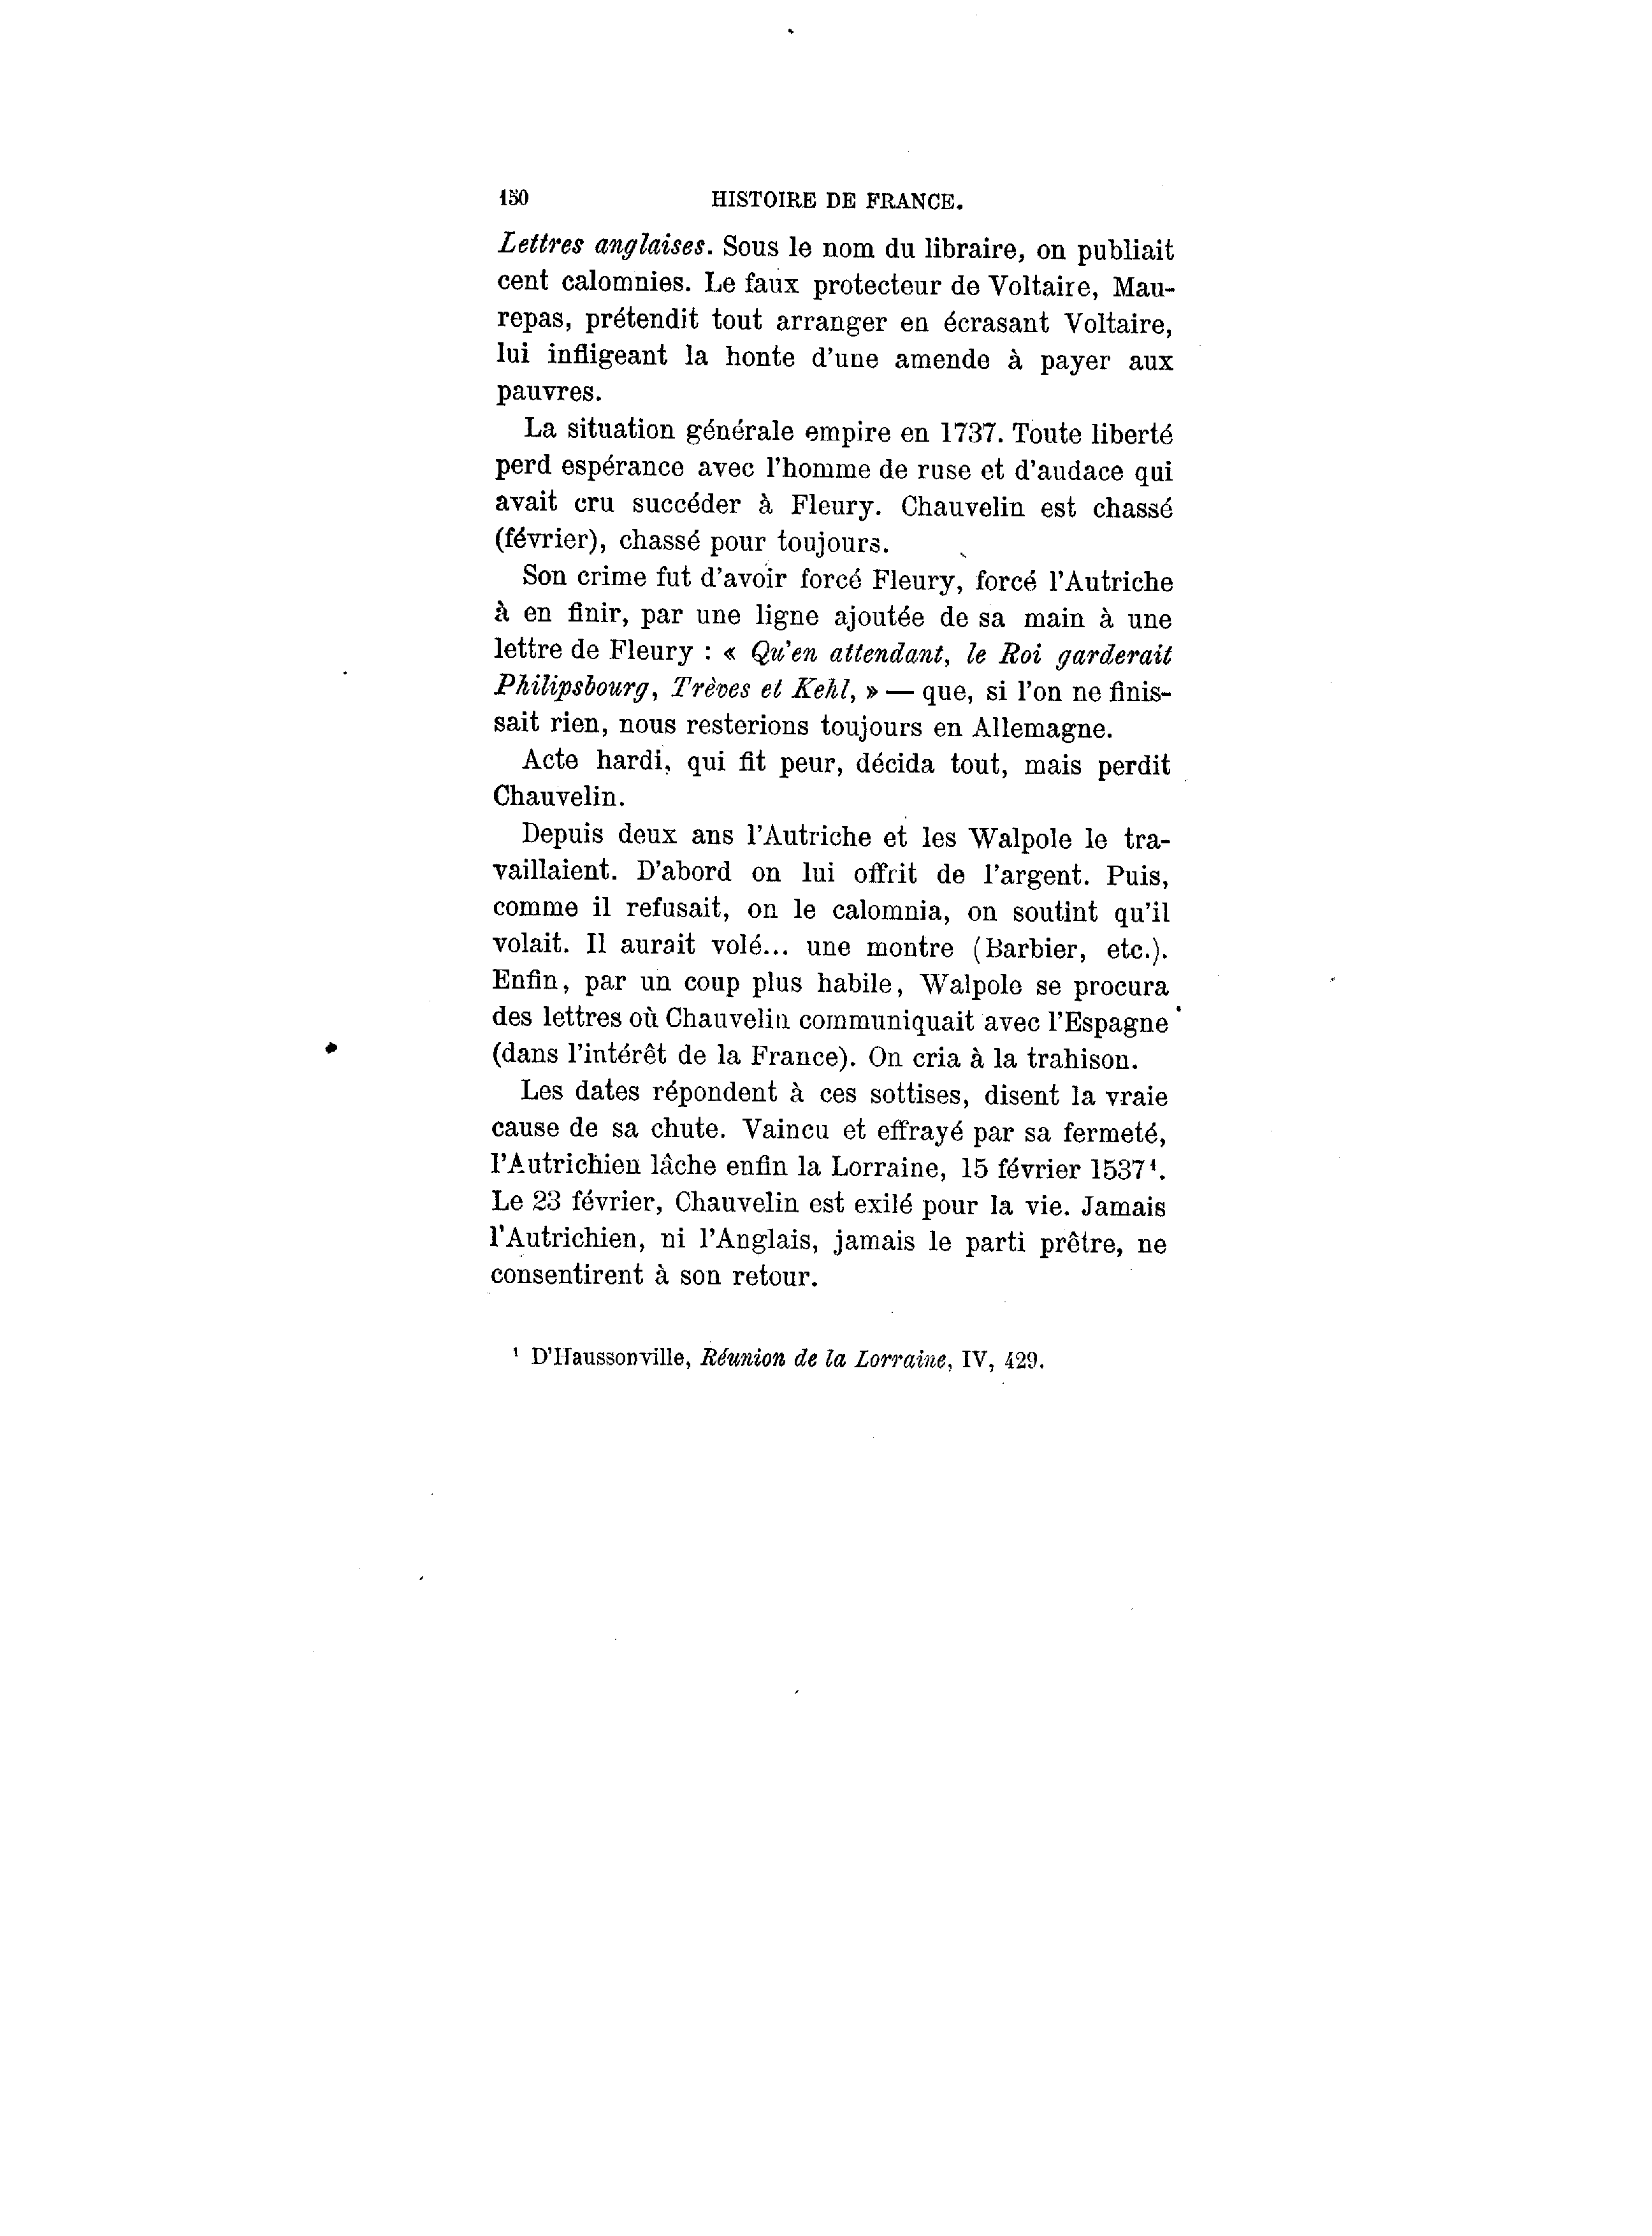 150 HISTOIRE DE FRANCE.
Lettres anglaises. Sous le nom du libraire, on publiait
cent calomnies. Le faux protecteur de Voltaire, Mau-
repas, prétendit tout arranger en écrasant Voltaire,
lui infligeant la honte d'une amende à payer aux
pauvres.
La situation générale empire en 1737. Toute liberté
perd espérance avec l'homme de ruse et d'audace qui
avait cru succéder à Fleury. Chauvelin est chassé
(février), chassé pour toujours.
Son crime fut d'avoir forcé Fleury, forcé l'Autriche
à en finir, par une ligne ajoutée de sa main à une
lettre de Fleury : « Qu'en attendant, le Roi garderait
Philipsbourg, Trèves et Kehl, » — que, si l'on ne finis-
sait rien, nous resterions toujours en Allemagne.
Acte hardi, qui fit peur, décida tout, mais perdit
Chauvelin.
Depuis deux ans l'Autriche et les Walpole le tra-
vaillaient. D'abord on lui offrit de l'argent. Puis,
comme il refusait, on le calomnia, on soutint qu'il
volait. Il aurait volé... une montre (Barbier, etc.).
Enfin, par un coup plus habile, Walpole se procura
des lettres où Chauvelin communiquait avec l'Espagne
(dans l'intérêt de la France). On cria à la trahison.
Les dates répondent à ces sottises, disent la vraie
cause de sa chute. Vaincu et effrayé par sa fermeté,
l'Autrichien lâche enfin la Lorraine, 15 février 1537¹.
Le 23 février, Chauvelin est exilé pour la vie. Jamais
l'Autrichien, ni l'Anglais, jamais le parti prêtre, ne
consentirent à son retour.
¹ D'Haussonville, Réunion de la Lorraine, IV, 429.